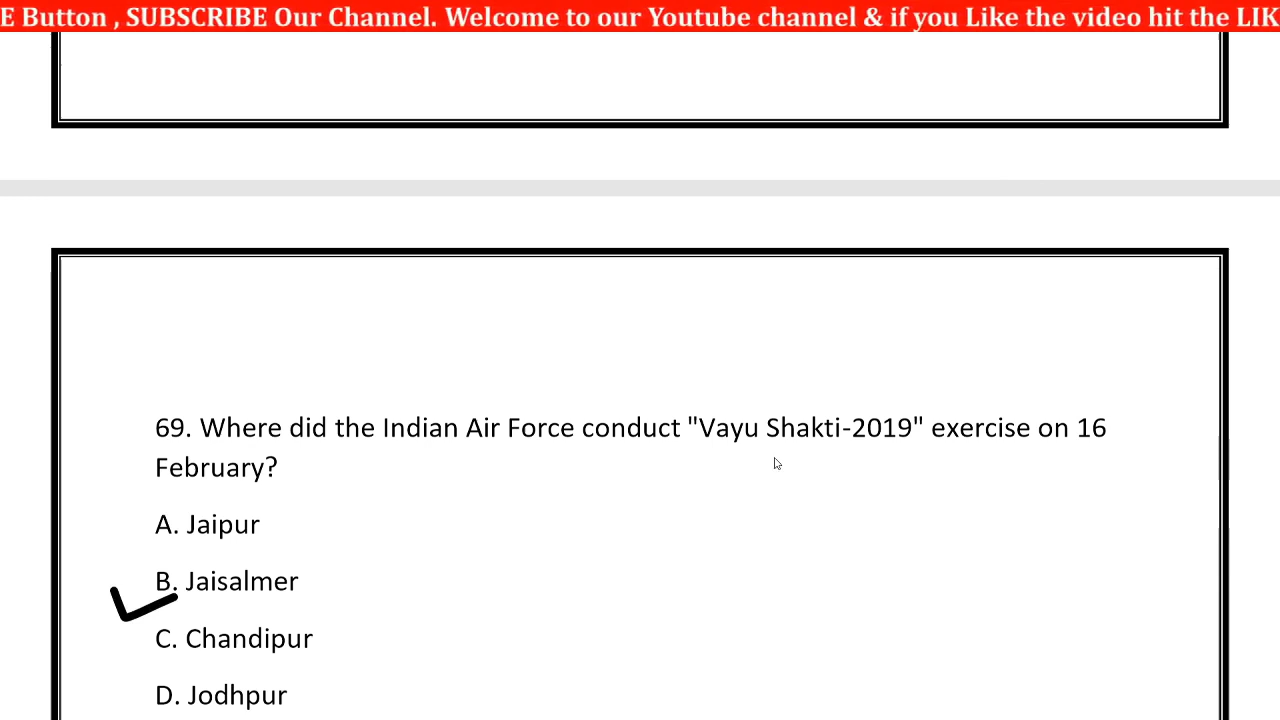 E Button , SUBSCRIBE Our Channel. Welcome to our Youtube channel & if you Like the video hit the LIK
69. Where did the Indian Air Force conduct "Vayu Shakti-2019" exercise on 16
February?
A. Jaipur
B. Jaisalmer
C. Chandipur
D. Jodhpur